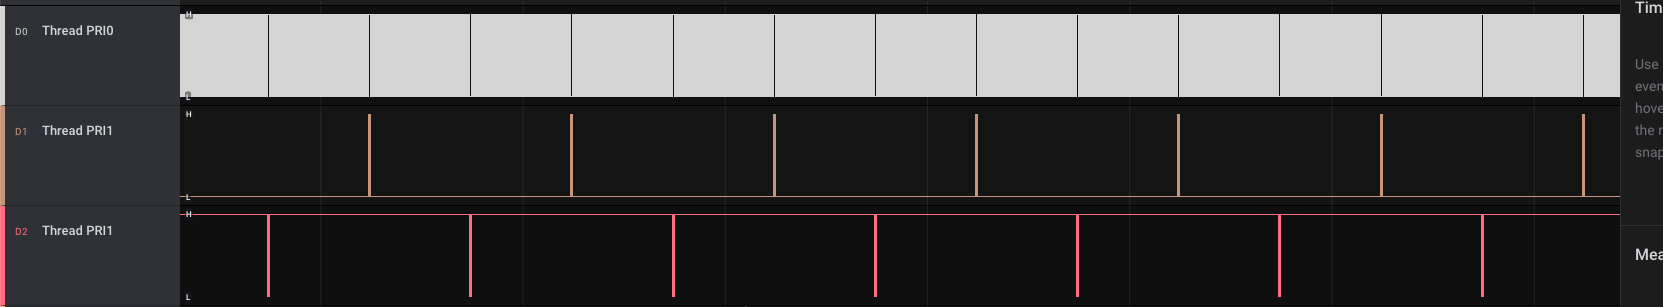 D0 Thread PRI0
H
L
D1 Thread PRI1
H
L
D2 Thread PRI1
H
L
Tim
Use
even
hove
the r
snap
Mea